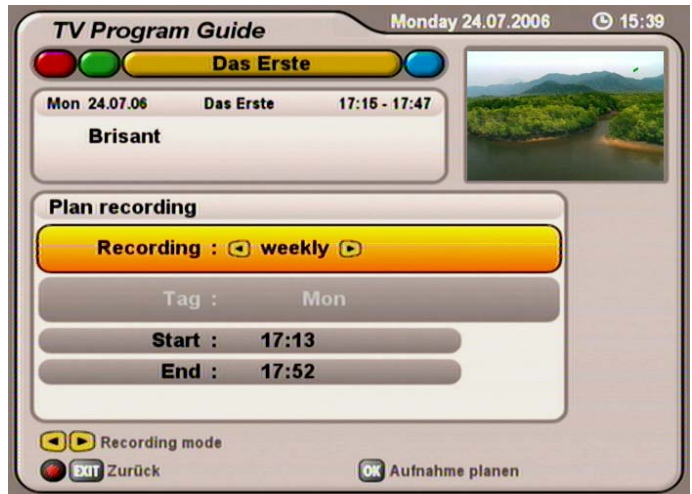 TV Program Guide
Monday 24.07.2006 15:39
Das Erste
Mon 24.07.06 Das Erste 17:15 - 17:47
Brisant
Plan recording
Recording : weekly
Tag : Mon
Start : 17:13
End : 17:52
Recording mode
EXIT Zurück OK Aufnahme planen